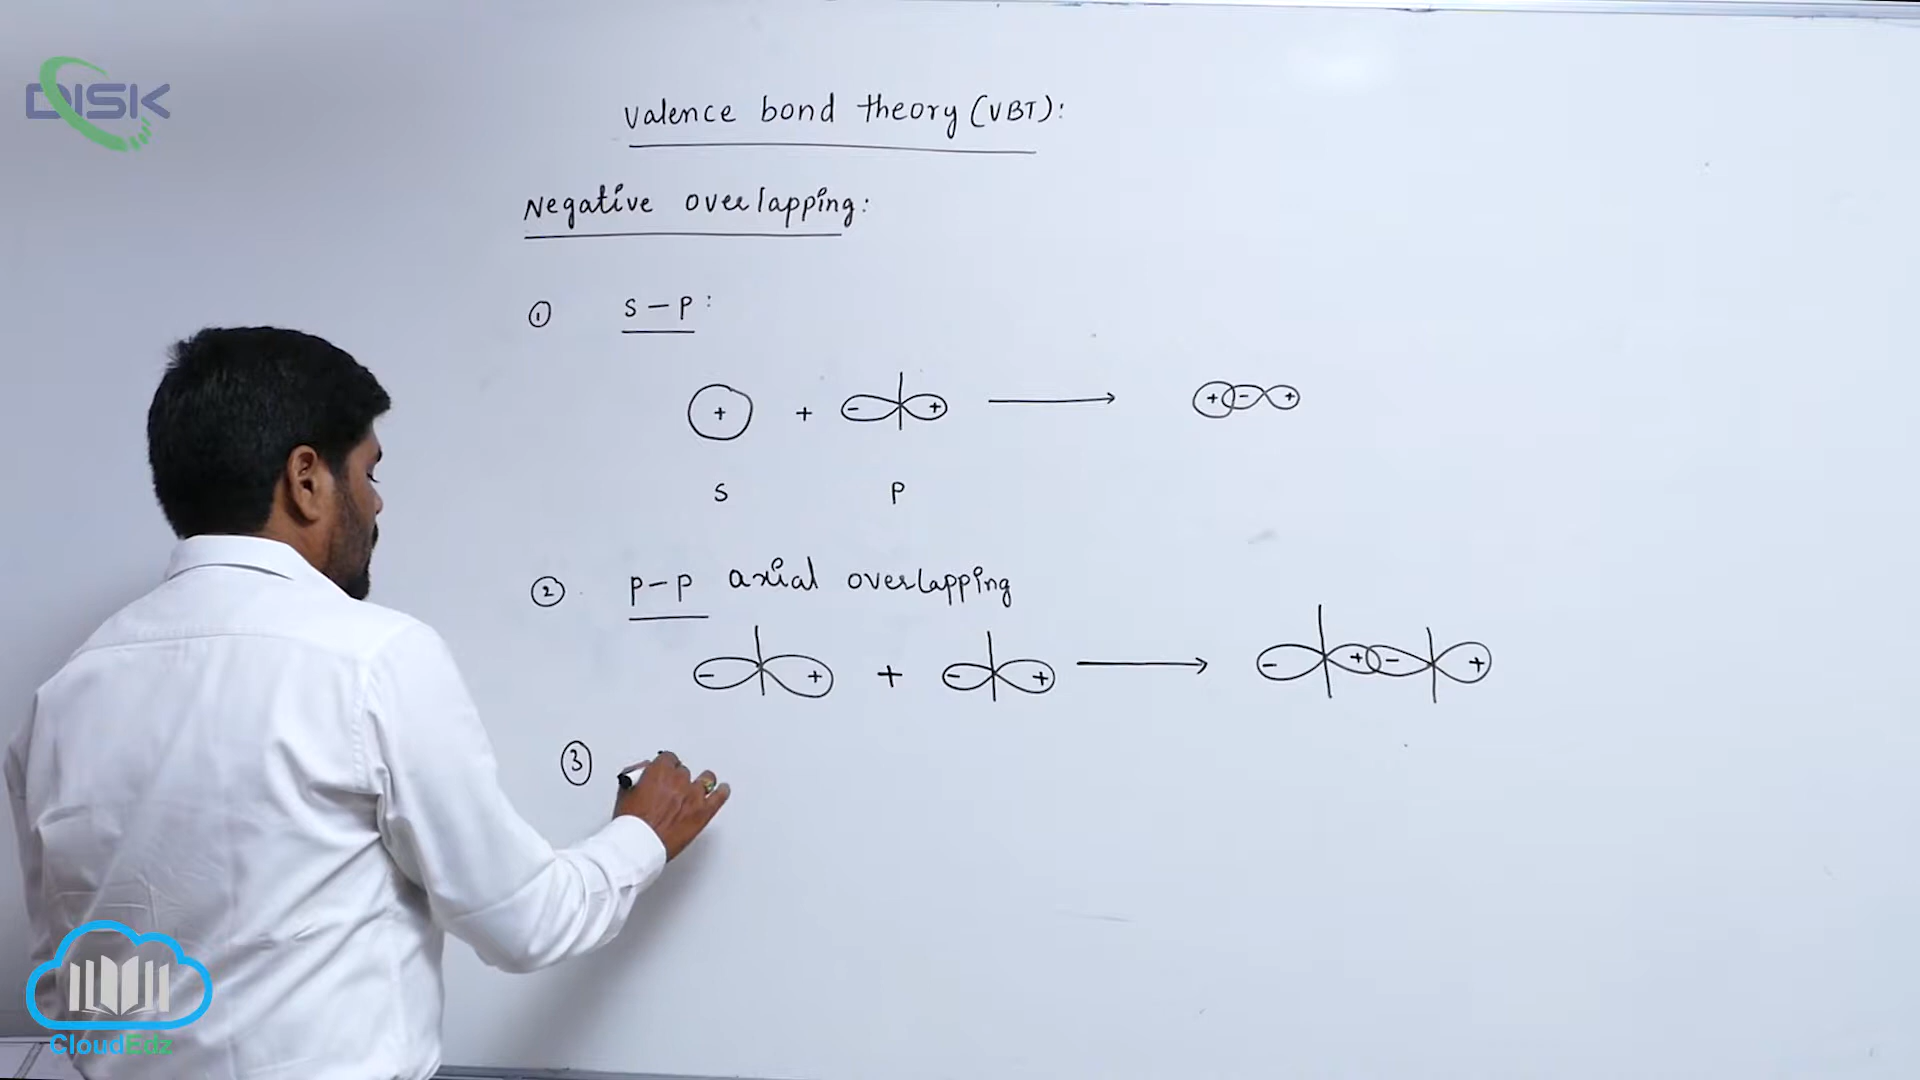 DISK
Valence bond theory (VBT):
Negative overlapping:
① s - p :
+ + - + → + - +
s p
② p - p axial overlapping
- + + - + → - + - +
③
CloudEdz